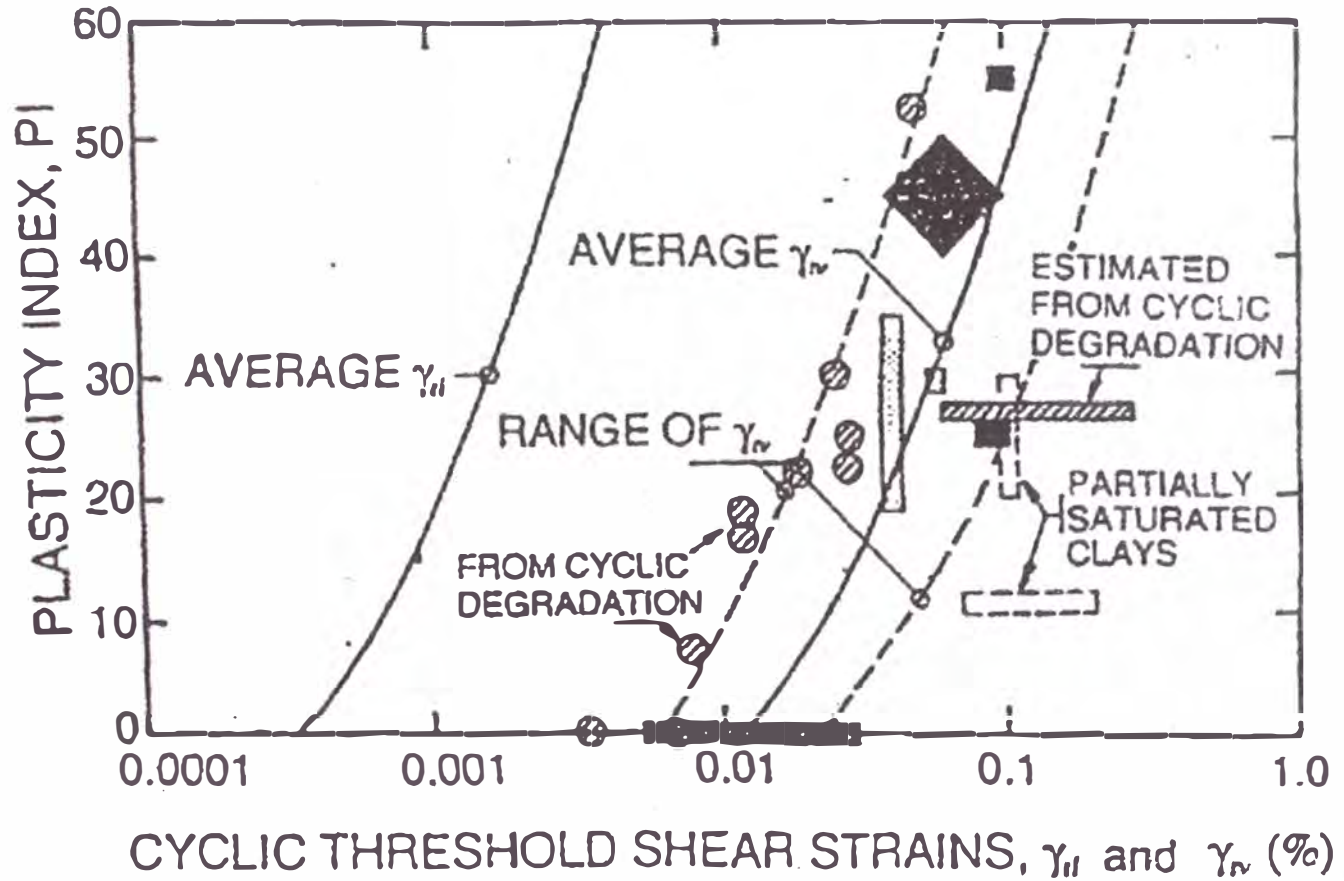 60
50
40
30
20
10
0
PLASTICITY INDEX, PI
AVERAGE γtl
AVERAGE γtv
RANGE OF γtv
FROM CYCLIC
DEGRADATION
ESTIMATED
FROM CYCLIC
DEGRADATION
PARTIALLY
SATURATED
CLAYS
0.0001
0.001
0.01
0.1
1.0
CYCLIC THRESHOLD SHEAR STRAINS, γtl and γtv (%)